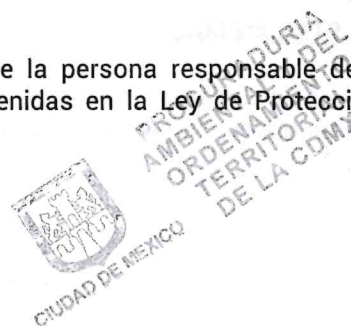 e la persona responsable de
enidas en la Ley de Protecci
PROCURADURIA
AMBIENTAL Y DEL
ORDENAMIENTO
TERRITORIAL
DE LA CDMX
CIUDAD DE MEXICO